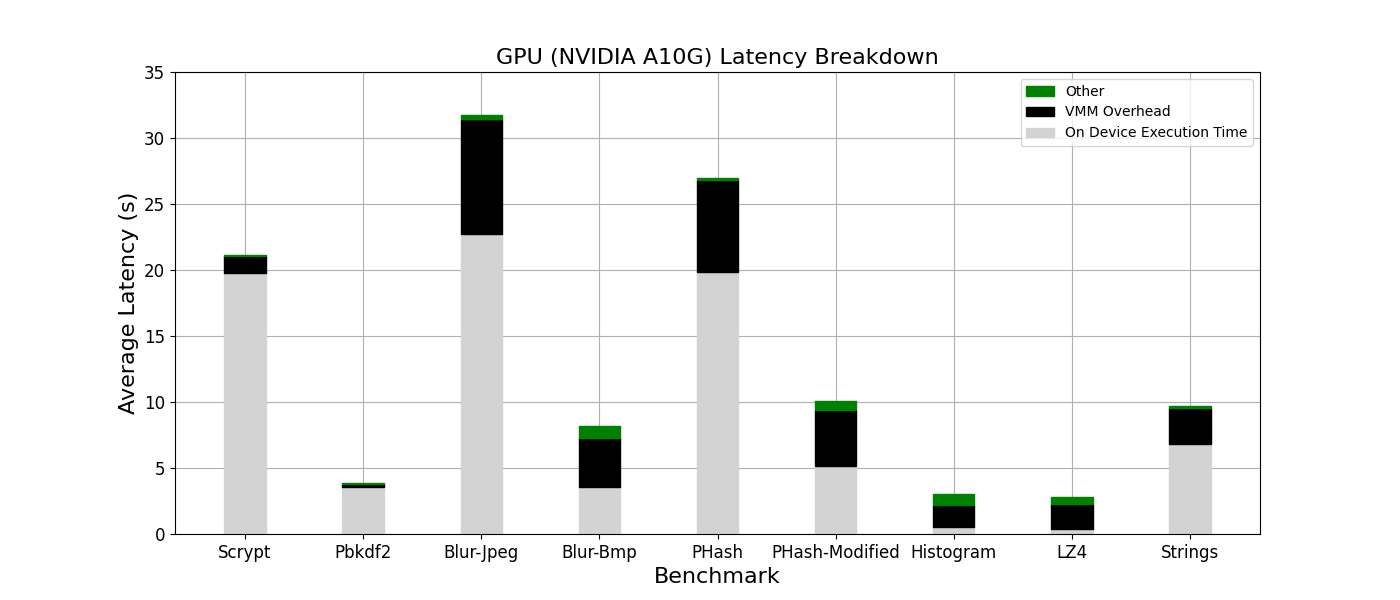 GPU (NVIDIA A10G) Latency Breakdown
35
30
25
20
15
10
5
0
Average Latency (s)
Other
VMM Overhead
On Device Execution Time
Scrypt Pbkdf2 Blur-Jpeg Blur-Bmp PHash PHash-Modified Histogram LZ4 Strings
Benchmark